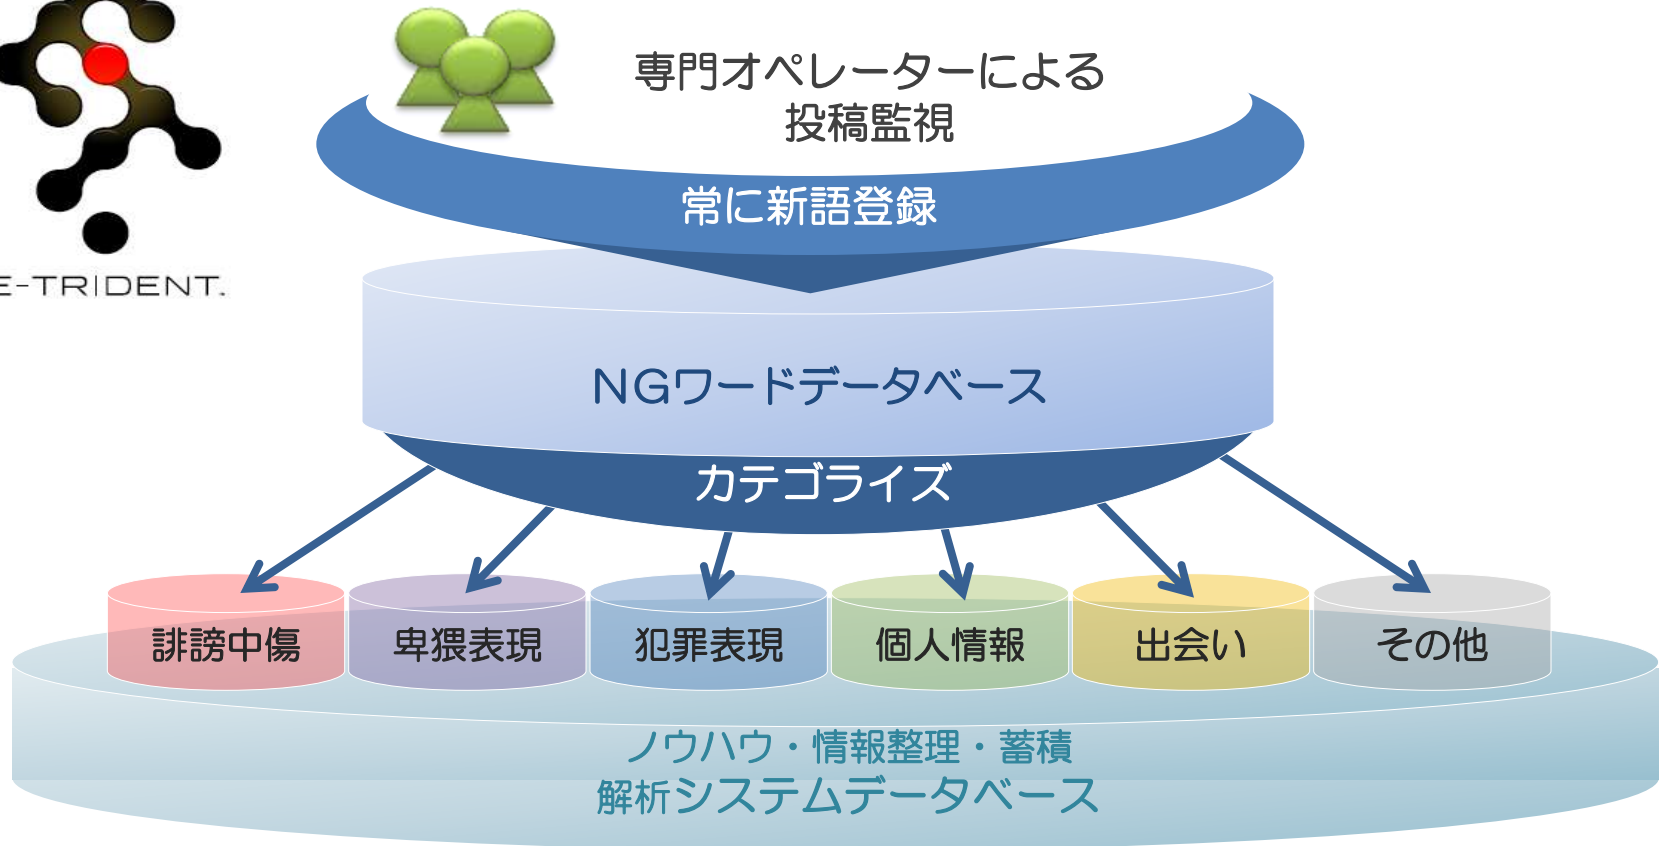 専門オペレーターによる
投稿監視
常に新語登録
E-TRIDENT.
NGワードデータベース
カテゴライズ
誹謗中傷
卑猥表現
犯罪表現
個人情報
出会い
その他
ノウハウ・情報整理・蓄積
解析システムデータベース